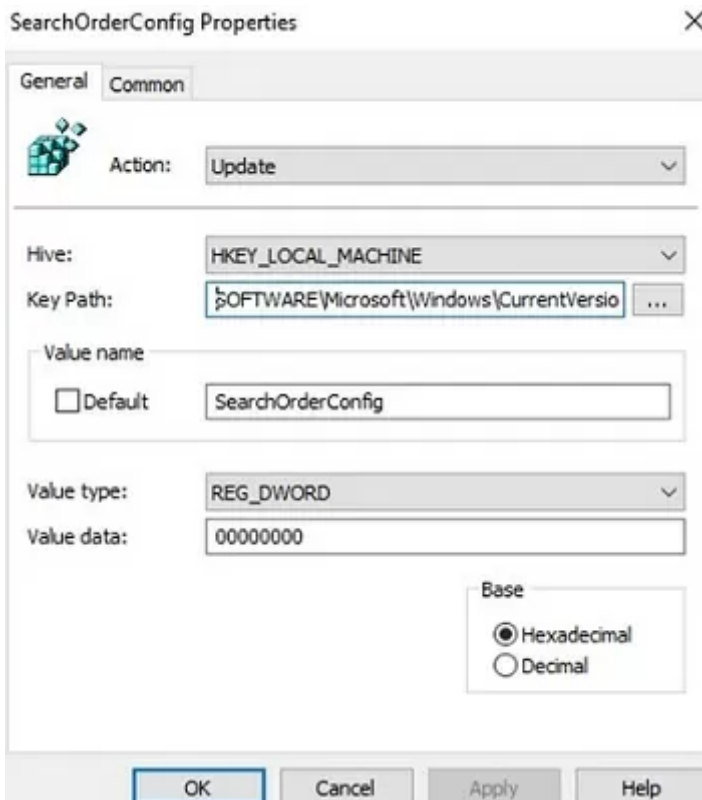 SearchOrderConfig Properties
General Common
Action: Update
Hive: HKEY_LOCAL_MACHINE
Key Path: SOFTWARE\Microsoft\Windows\CurrentVersio ...
Value name
Default SearchOrderConfig
Value type: REG_DWORD
Value data: 00000000
Base
Hexadecimal
Decimal
OK Cancel Apply Help